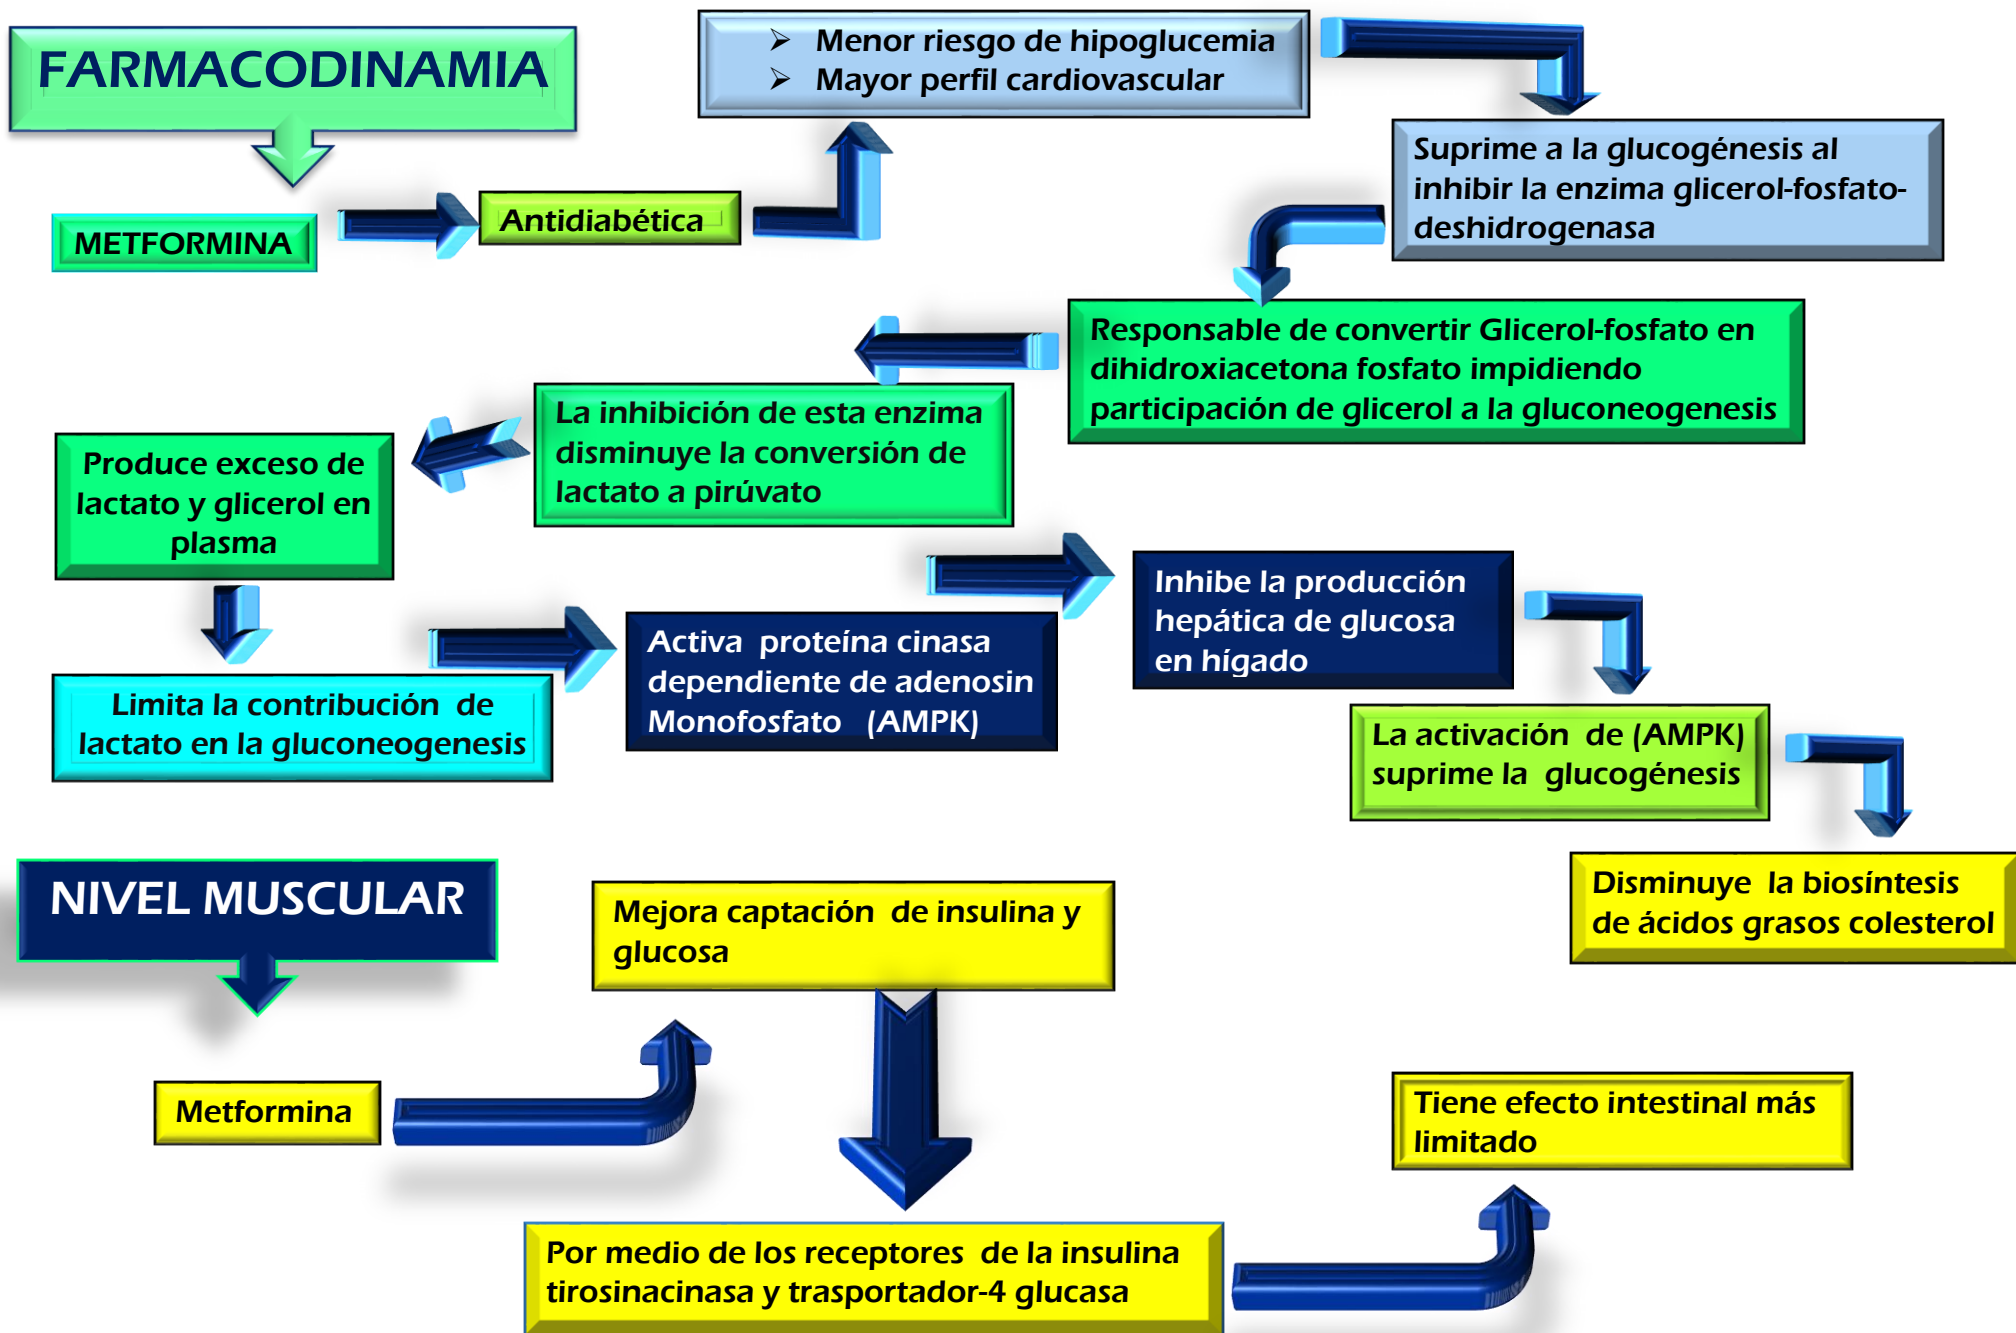 FARMACODINAMIA
METFORMINA
Antidiabética
➢ Menor riesgo de hipoglucemia
➢ Mayor perfil cardiovascular
Suprime a la glucogénesis al
inhibir la enzima glicerol-fosfato-
deshidrogenasa
Responsable de convertir Glicerol-fosfato en
dihidroxiacetona fosfato impidiendo
participación de glicerol a la gluconeogenesis
La inhibición de esta enzima
disminuye la conversión de
lactato a pirúvato
Produce exceso de
lactato y glicerol en
plasma
Limita la contribución de
lactato en la gluconeogenesis
Activa proteína cinasa
dependiente de adenosin
Monofosfato (AMPK)
Inhibe la producción
hepática de glucosa
en hígado
La activación de (AMPK)
suprime la glucogénesis
Disminuye la biosíntesis
de ácidos grasos colesterol
NIVEL MUSCULAR
Metformina
Mejora captación de insulina y
glucosa
Por medio de los receptores de la insulina
tirosinacinasa y trasportador-4 glucasa
Tiene efecto intestinal más
limitado